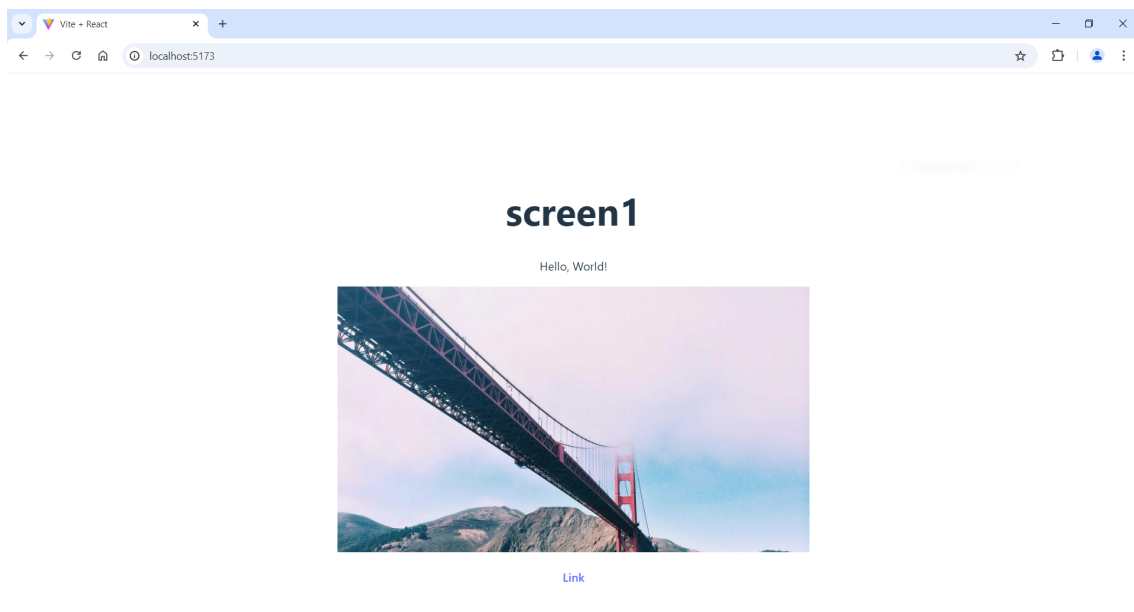 Vite + React
localhost:5173
screen1
Hello, World!
Link